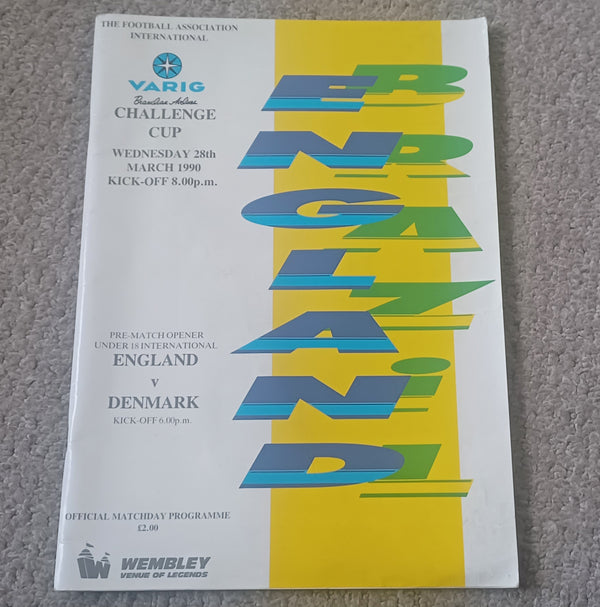 THE FOOTBALL ASSOCIATION
INTERNATIONAL
VARIG
Brazilian Airlines
CHALLENGE
CUP
WEDNESDAY 28th
MARCH 1990
KICK-OFF 8.00p.m.
ENGLAND
BRAZiL
PRE-MATCH OPENER
UNDER 18 INTERNATIONAL
ENGLAND
v
DENMARK
KICK-OFF 6.00p.m.
OFFICIAL MATCHDAY PROGRAMME
£2.00
WEMBLEY
VENUE OF LEGENDS